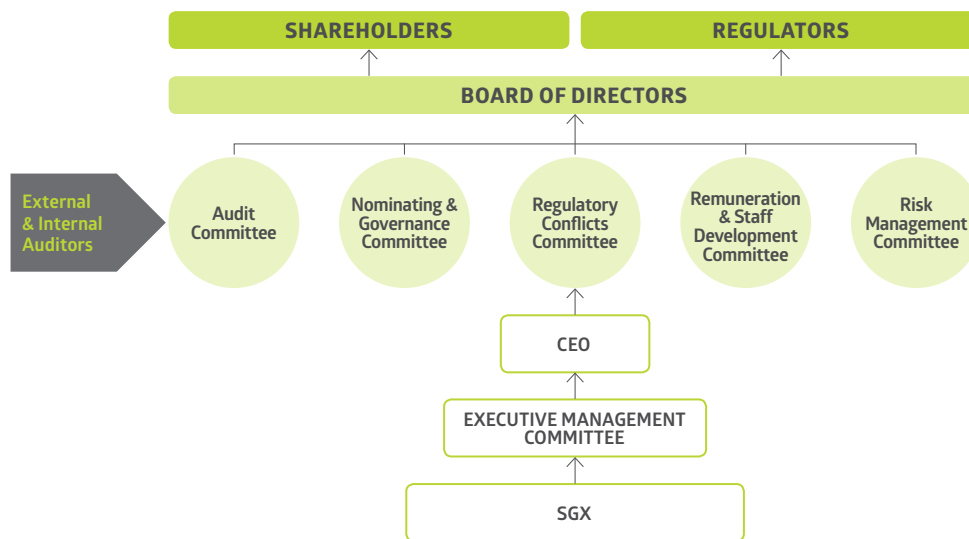 SHAREHOLDERS
REGULATORS
BOARD OF DIRECTORS
External
& Internal
Auditors
Audit
Committee
Nominating &
Governance
Committee
Regulatory
Conflicts
Committee
Remuneration
& Staff
Development
Committee
Risk
Management
Committee
CEO
EXECUTIVE MANAGEMENT
COMMITTEE
SGX